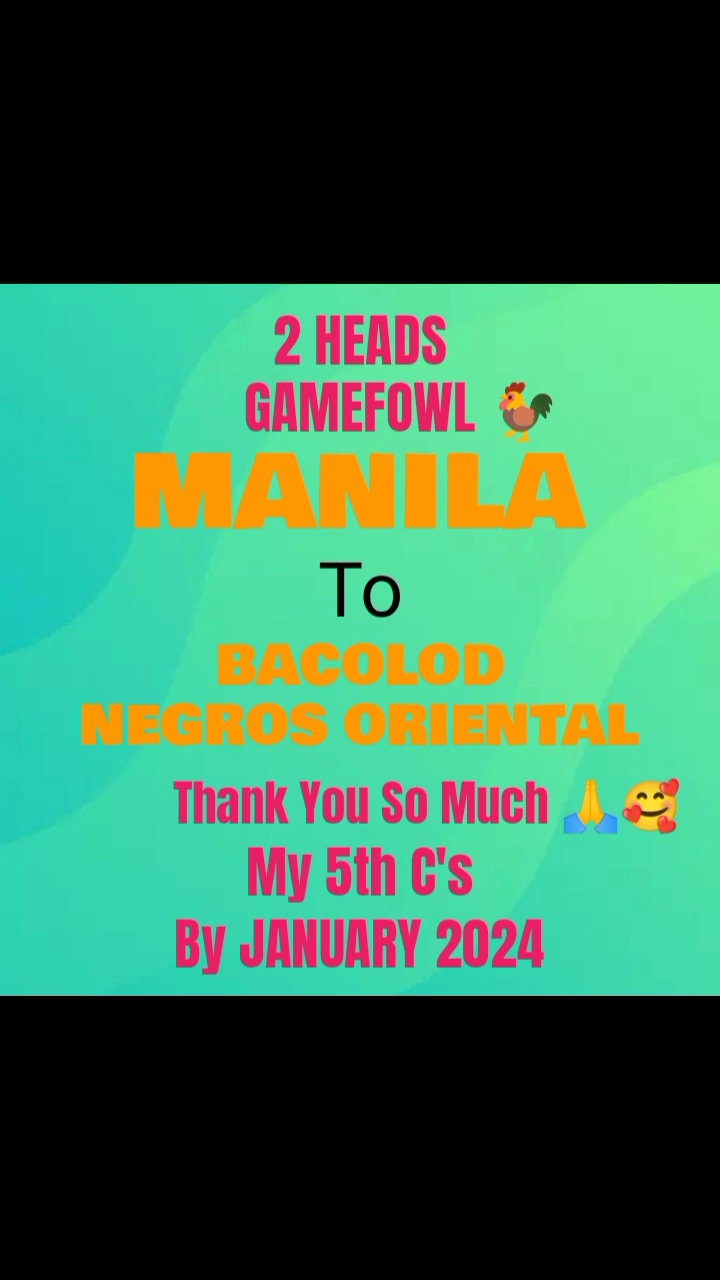 2 HEADS
GAMEFOWL 🐓
MANILA
To
BACOLOD
NEGROS ORIENTAL
Thank You So Much 🙏🥰
My 5th C's
By JANUARY 2024